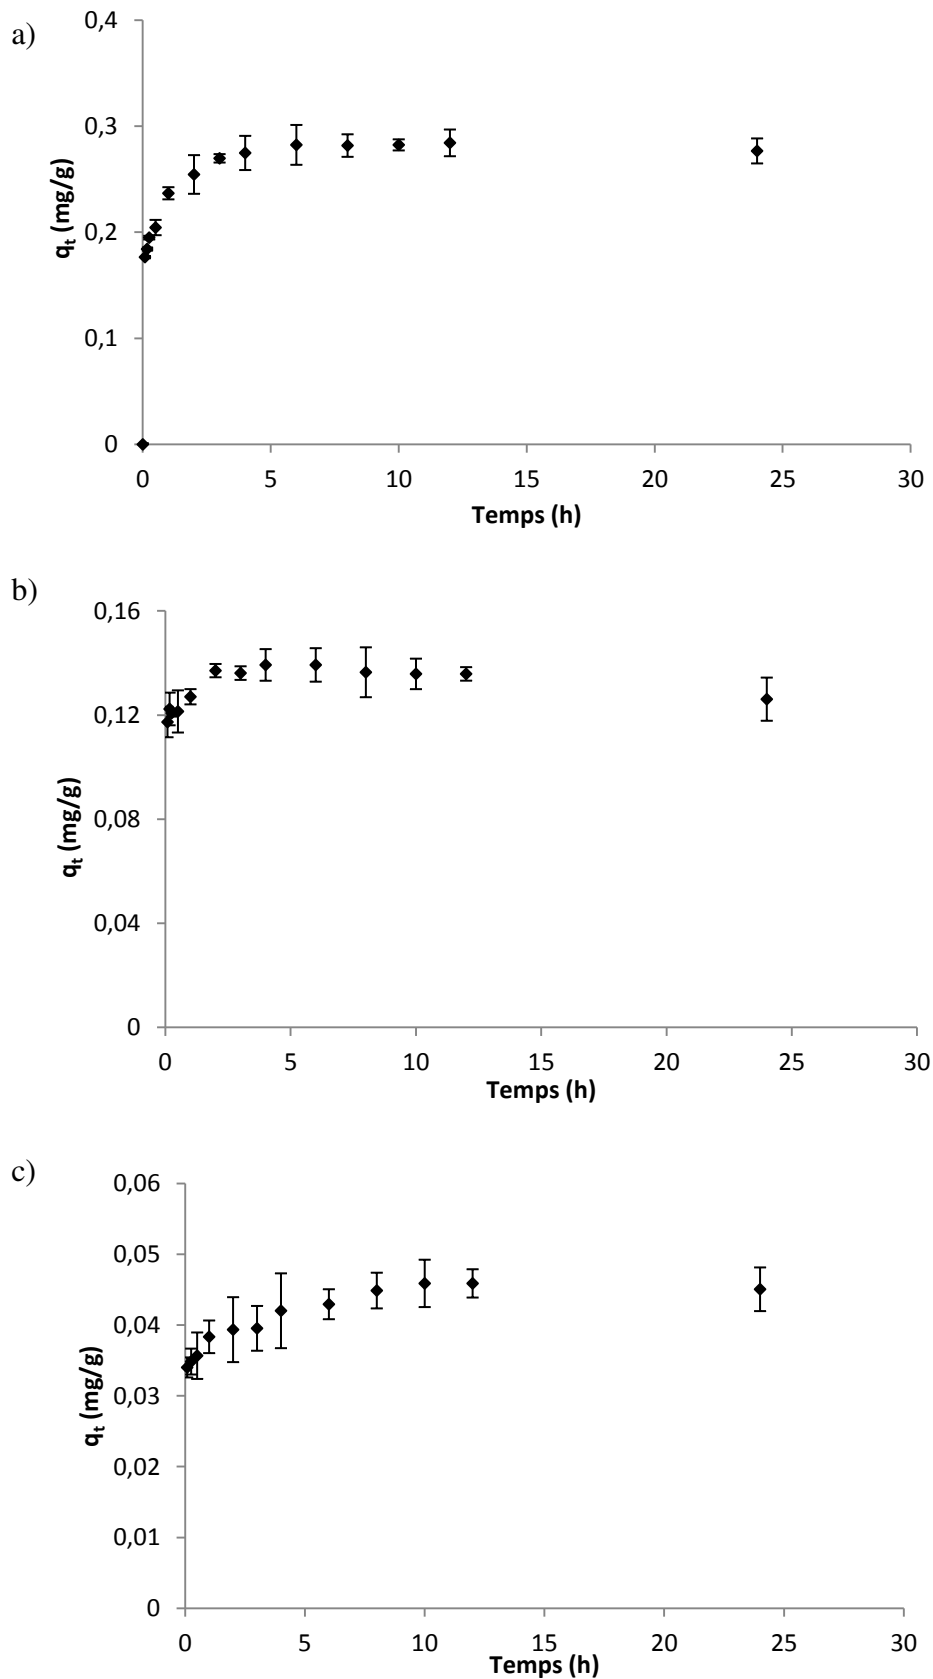 a)
0,4
0,3
0,2
0,1
0
q_t (mg/g)
0 5 10 15 20 25 30
Temps (h)
b)
0,16
0,12
0,08
0,04
0
q_t (mg/g)
0 5 10 15 20 25 30
Temps (h)
c)
0,06
0,05
0,04
0,03
0,02
0,01
0
q_t (mg/g)
0 5 10 15 20 25 30
Temps (h)